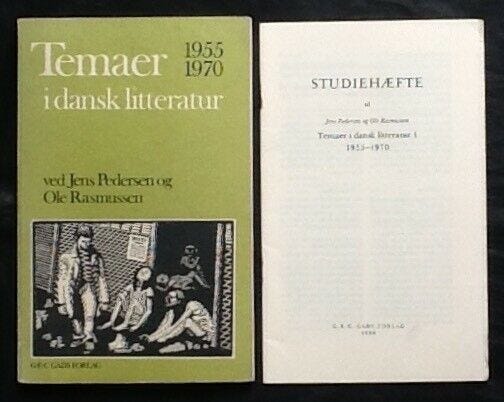 Temaer 1955
1970
i dansk litteratur
ved Jens Pedersen og
Ole Rasmussen
G·E·C GADS FORLAG
STUDIEHÆFTE
til
Jens Pedersen og Ole Rasmussen
Temaer i dansk litteratur i
1955–1970
G. E. C. GADS FORLAG